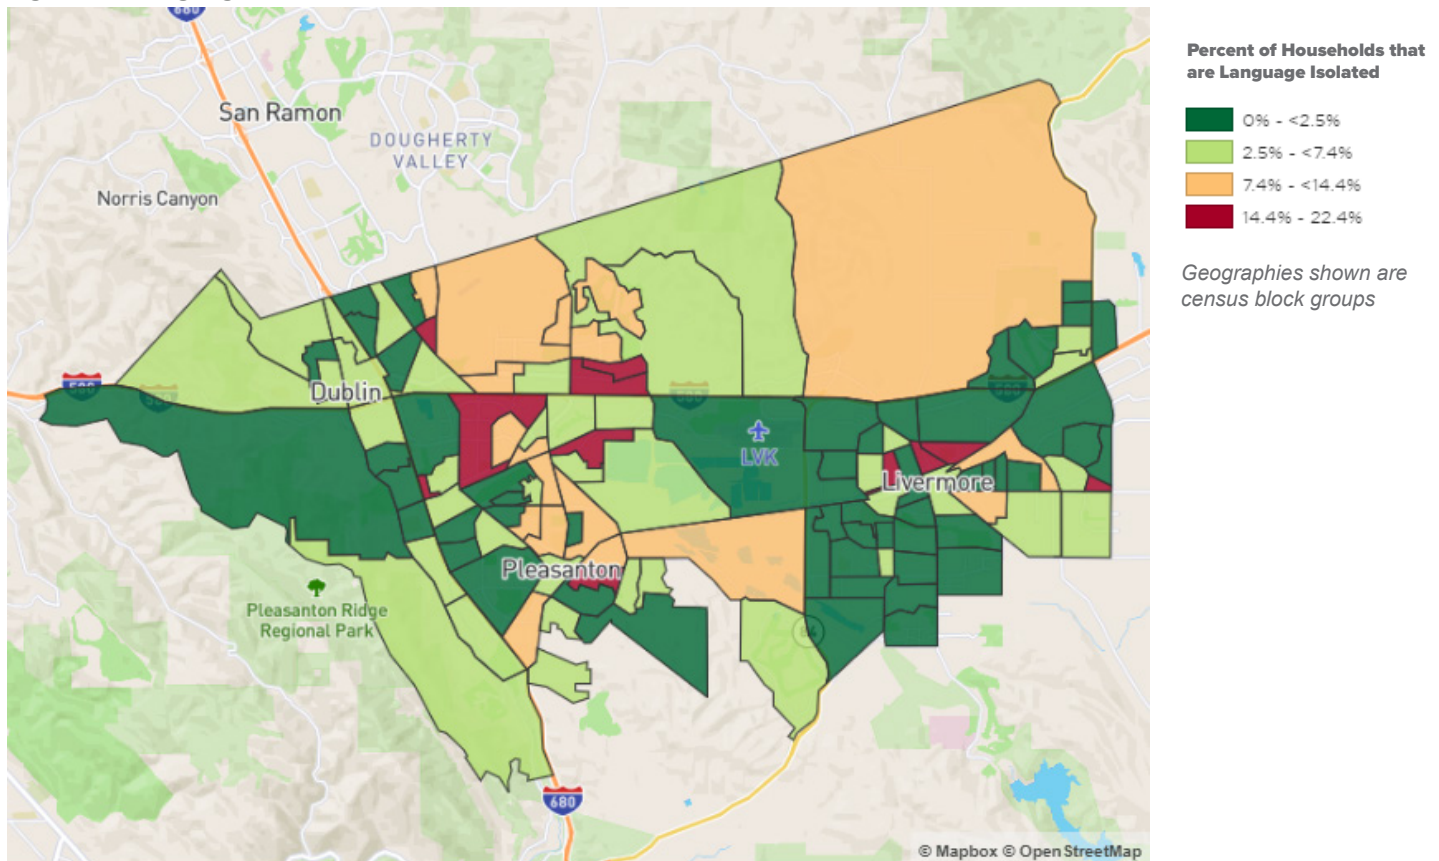 680
San Ramon
DOUGHERTY
VALLEY
Norris Canyon
580
580
580
580
Dublin
LVK
Livermore
Pleasanton
Pleasanton Ridge
Regional Park
84
680
© Mapbox © OpenStreetMap
Percent of Households that
are Language Isolated
0% - <2.5%
2.5% - <7.4%
7.4% - <14.4%
14.4% - 22.4%
Geographies shown are
census block groups